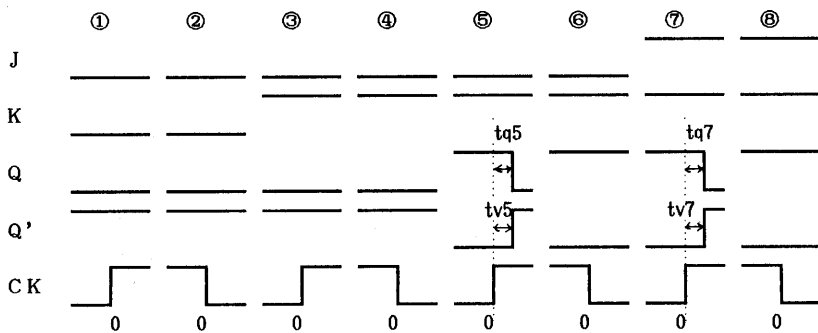 ① ② ③ ④ ⑤ ⑥ ⑦ ⑧
J
K
tq5 tq7
Q
tv5 tv7
Q'
CK
0 0 0 0 0 0 0 0